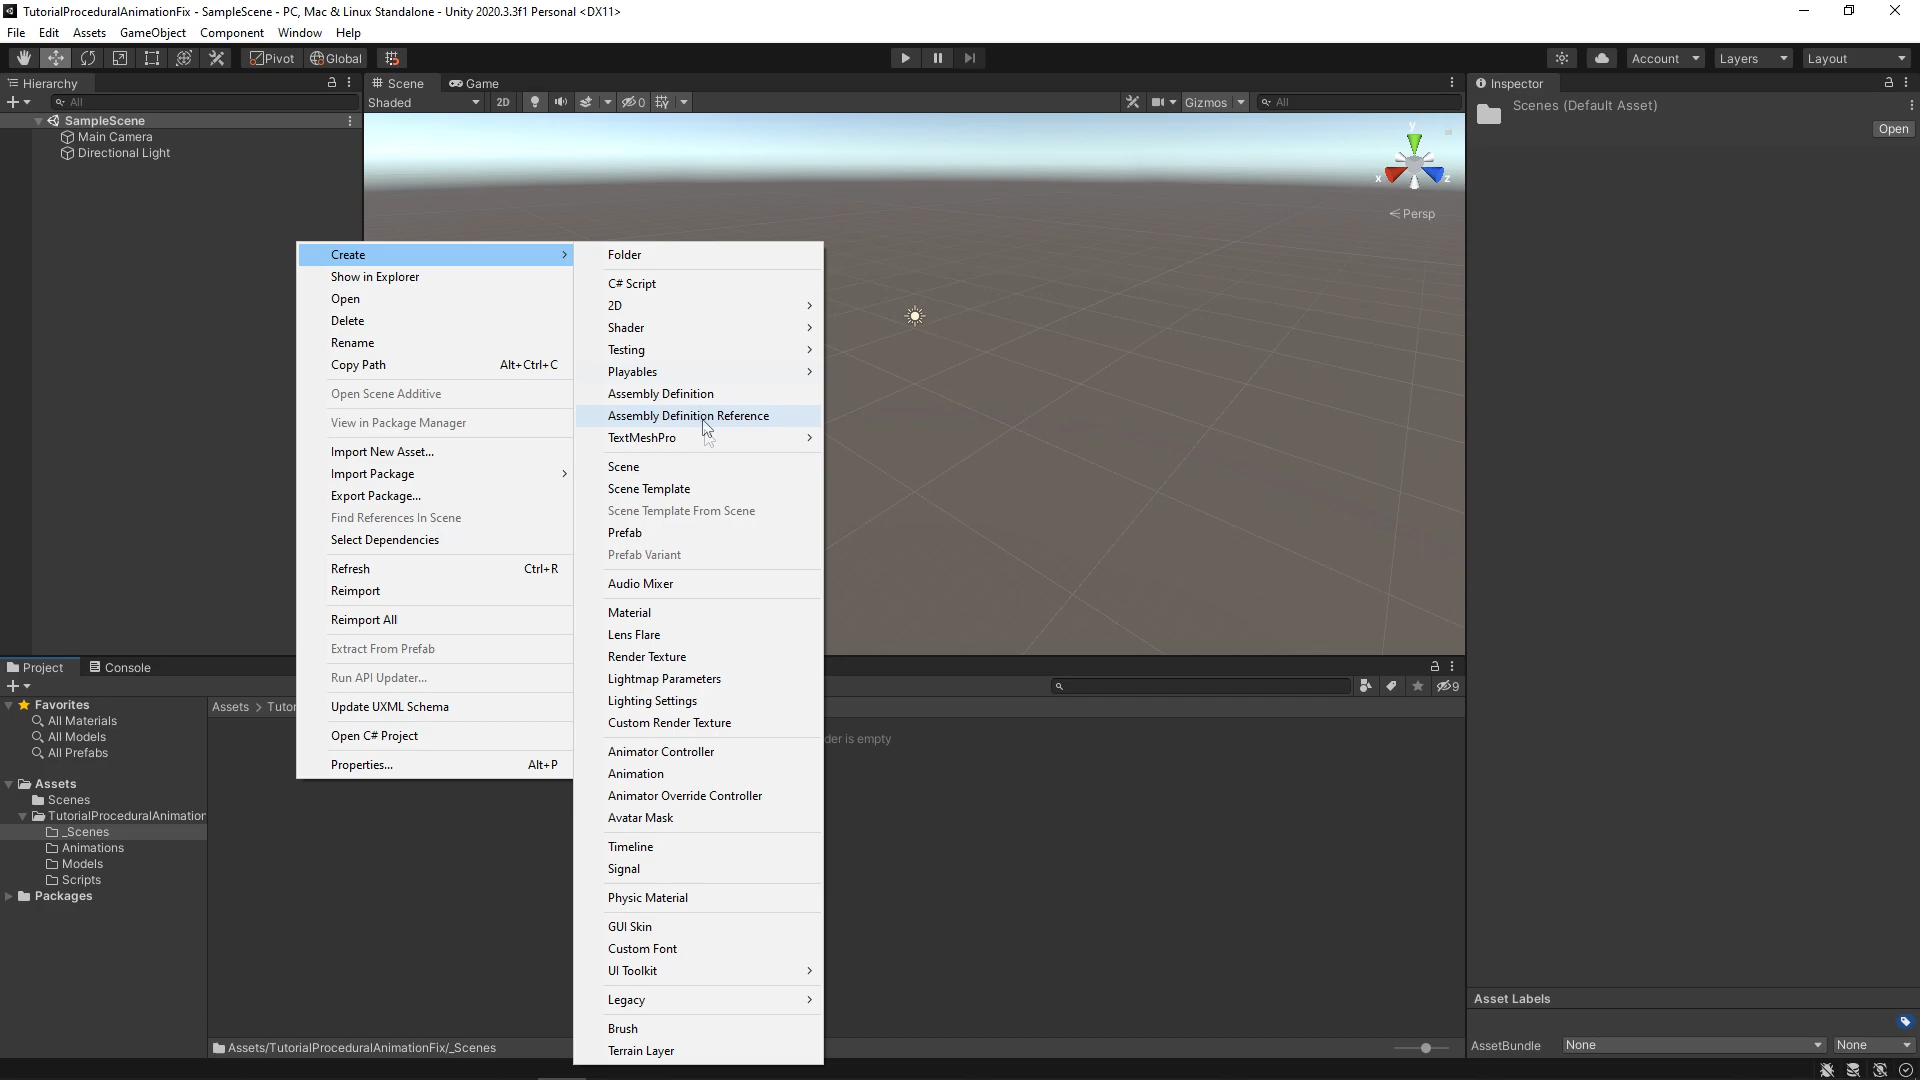 TutorialProceduralAnimationFix - SampleScene - PC, Mac & Linux Standalone - Unity 2020.3.3f1 Personal <DX11>
File Edit Assets GameObject Component Window Help
Pivot Global Account Layers Layout
Hierarchy Scene Game Inspector
All Shaded 2D 0 Gizmos All
Scenes (Default Asset)
Open
SampleScene
Main Camera
Directional Light
y
x z
Persp
Create
Show in Explorer
Open
Delete
Rename
Copy Path Alt+Ctrl+C
Open Scene Additive
View in Package Manager
Import New Asset...
Import Package
Export Package...
Find References In Scene
Select Dependencies
Refresh Ctrl+R
Reimport
Reimport All
Extract From Prefab
Run API Updater...
Update UXML Schema
Open C# Project
Properties... Alt+P
Folder
C# Script
2D
Shader
Testing
Playables
Assembly Definition
Assembly Definition Reference
TextMeshPro
Scene
Scene Template
Scene Template From Scene
Prefab
Prefab Variant
Audio Mixer
Material
Lens Flare
Render Texture
Lightmap Parameters
Lighting Settings
Custom Render Texture
Animator Controller
Animation
Animator Override Controller
Avatar Mask
Timeline
Signal
Physic Material
GUI Skin
Custom Font
UI Toolkit
Legacy
Brush
Terrain Layer
Project Console
9
Favorites
All Materials
All Models
All Prefabs
Assets
Scenes
TutorialProceduralAnimation
_Scenes
Animations
Models
Scripts
Packages
Assets > Tutor
der is empty
Assets/TutorialProceduralAnimationFix/_Scenes
Asset Labels
AssetBundle None None